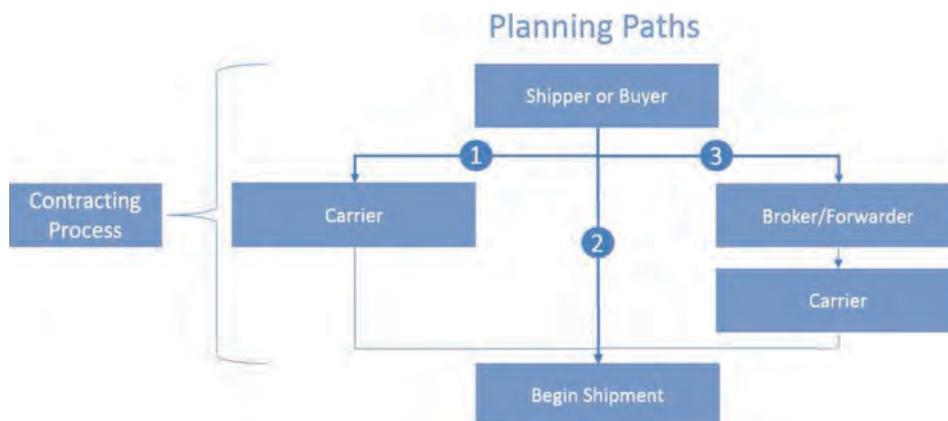 Planning Paths
Shipper or Buyer
1
3
Contracting
Process
Carrier
2
Broker/Forwarder
Carrier
Begin Shipment